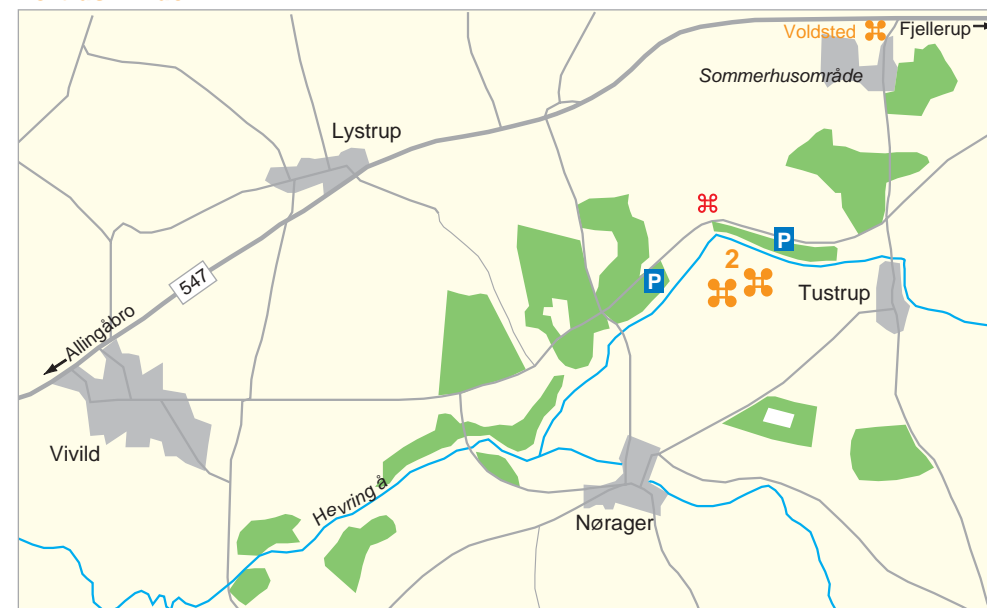 Voldsted
Fjellerup
Sommerhusområde
Lystrup
P
2
P
Tustrup
547
Allingåbro
Vivild
Hevring å
Nørager